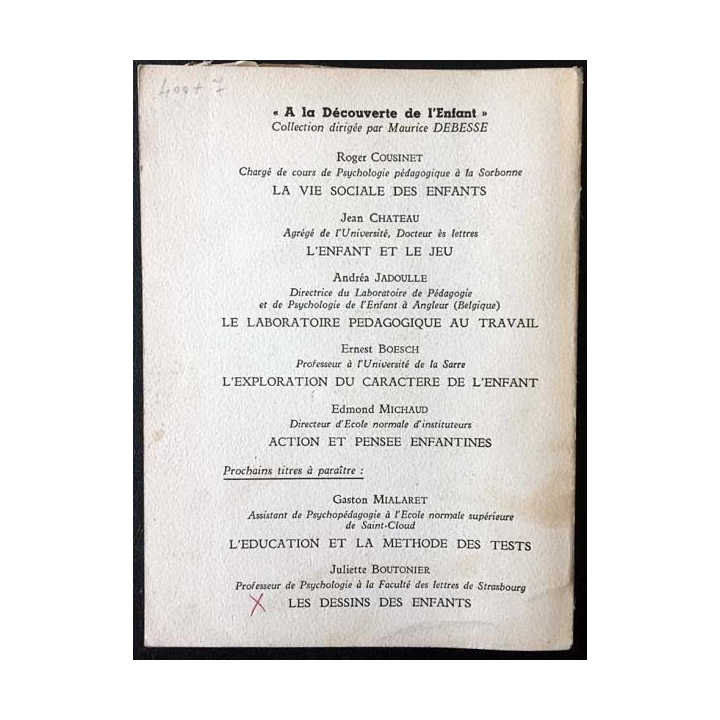 400 + 7
« A la Découverte de l'Enfant »
Collection dirigée par Maurice DEBESSE
Roger COUSINET
Chargé de cours de Psychologie pédagogique à la Sorbonne
LA VIE SOCIALE DES ENFANTS
Jean CHATEAU
Agrégé de l'Université, Docteur ès lettres
L'ENFANT ET LE JEU
Andréa JADOULLE
Directrice du Laboratoire de Pédagogie
et de Psychologie de l'Enfant à Angleur (Belgique)
LE LABORATOIRE PEDAGOGIQUE AU TRAVAIL
Ernest BOESCH
Professeur à l'Université de la Sarre
L'EXPLORATION DU CARACTERE DE L'ENFANT
Edmond MICHAUD
Directeur d'Ecole normale d'instituteurs
ACTION ET PENSEE ENFANTINES
Prochains titres à paraître :
Gaston MIALARET
Assistant de Psychopédagogie à l'Ecole normale supérieure
de Saint-Cloud
L'EDUCATION ET LA METHODE DES TESTS
Juliette BOUTONIER
Professeur de Psychologie à la Faculté des lettres de Strasbourg
X LES DESSINS DES ENFANTS